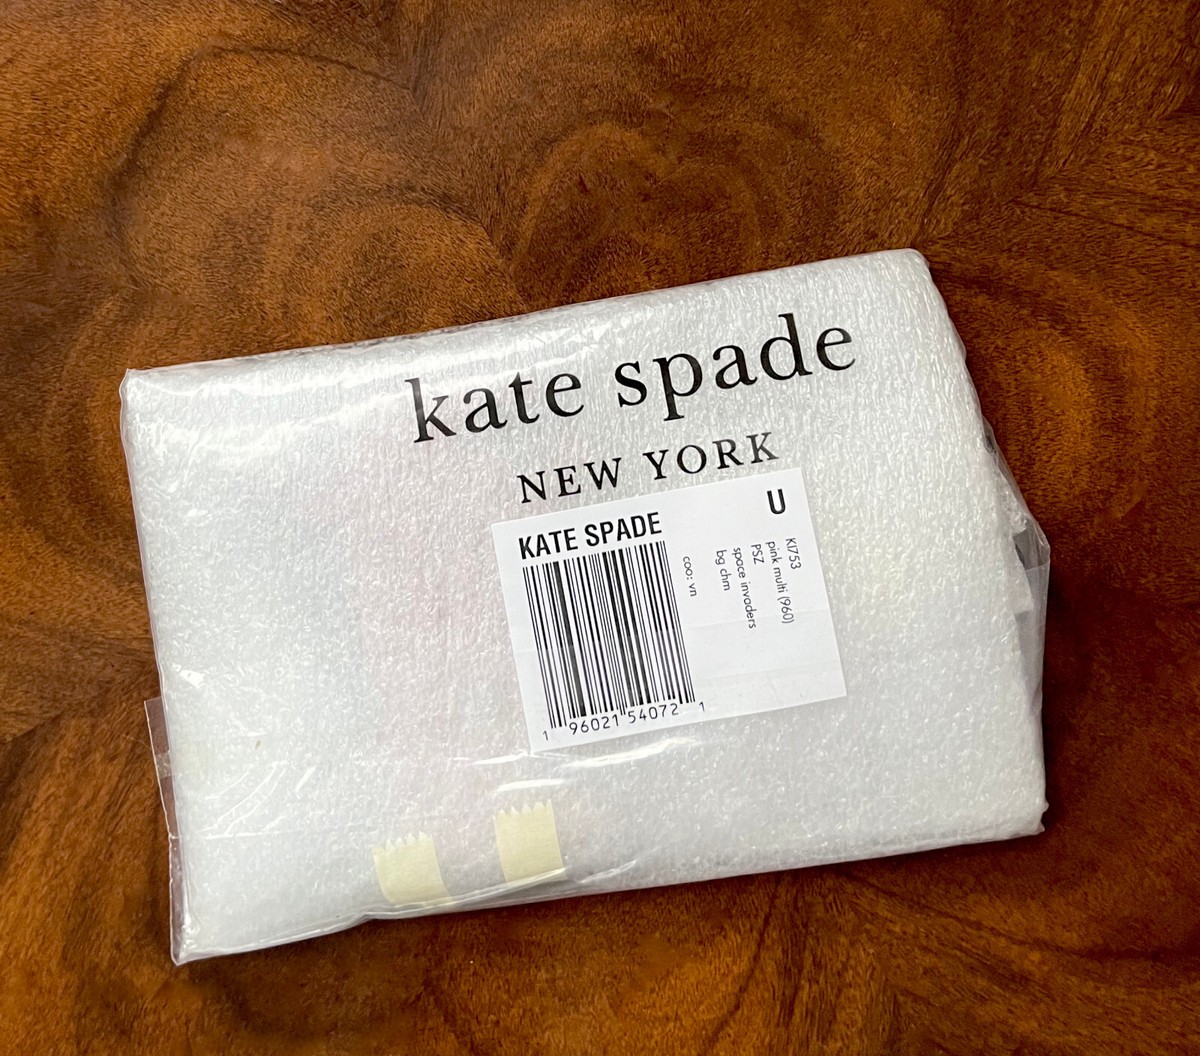 kate spade
NEW YORK
KATE SPADE
U
KI753
pink multi (960)
PSZ
space invaders
bg chm
coo: vn
1 96021 54072 1